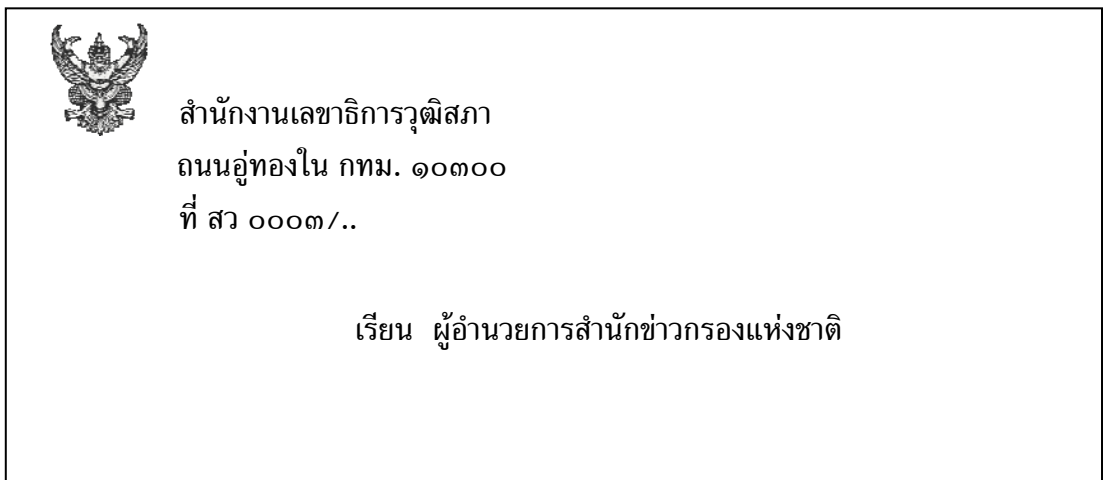 สำนักงานเลขาธิการวุฒิสภา
ถนนอู่ทองใน กทม. ๑๐๓๐๐
ที่ สว ๐๐๐๓/..
เรียน ผู้อำนวยการสำนักข่าวกรองแห่งชาติ